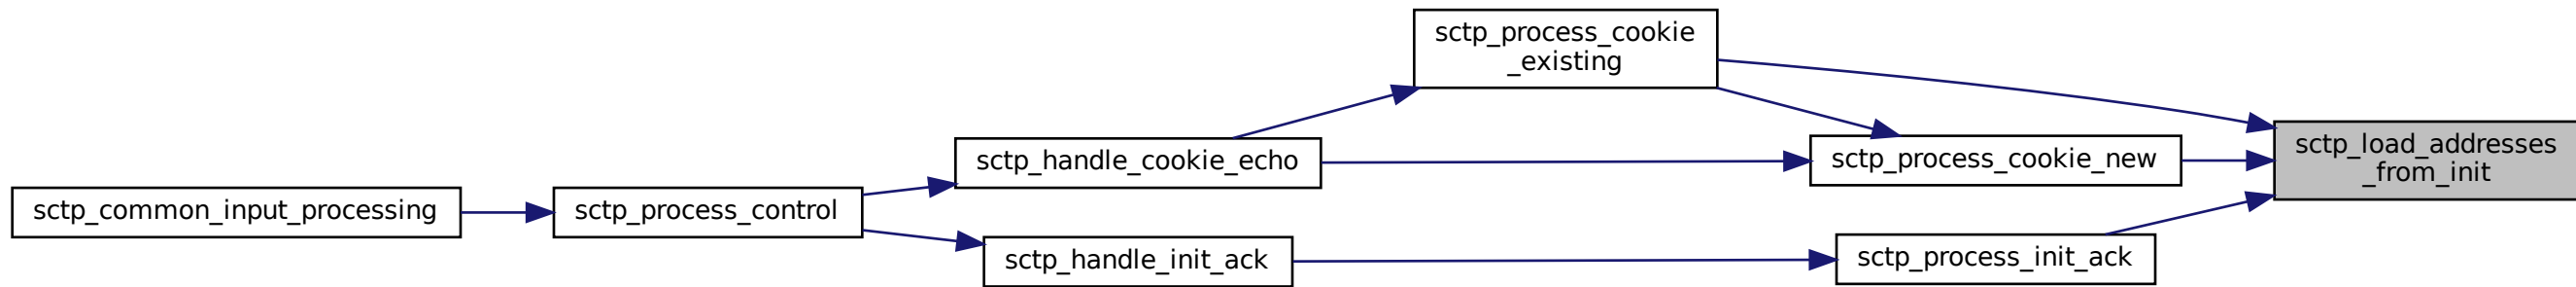 sctp_process_cookie
_existing
sctp_load_addresses
_from_init
sctp_handle_cookie_echo
sctp_process_cookie_new
sctp_common_input_processing
sctp_process_control
sctp_handle_init_ack
sctp_process_init_ack